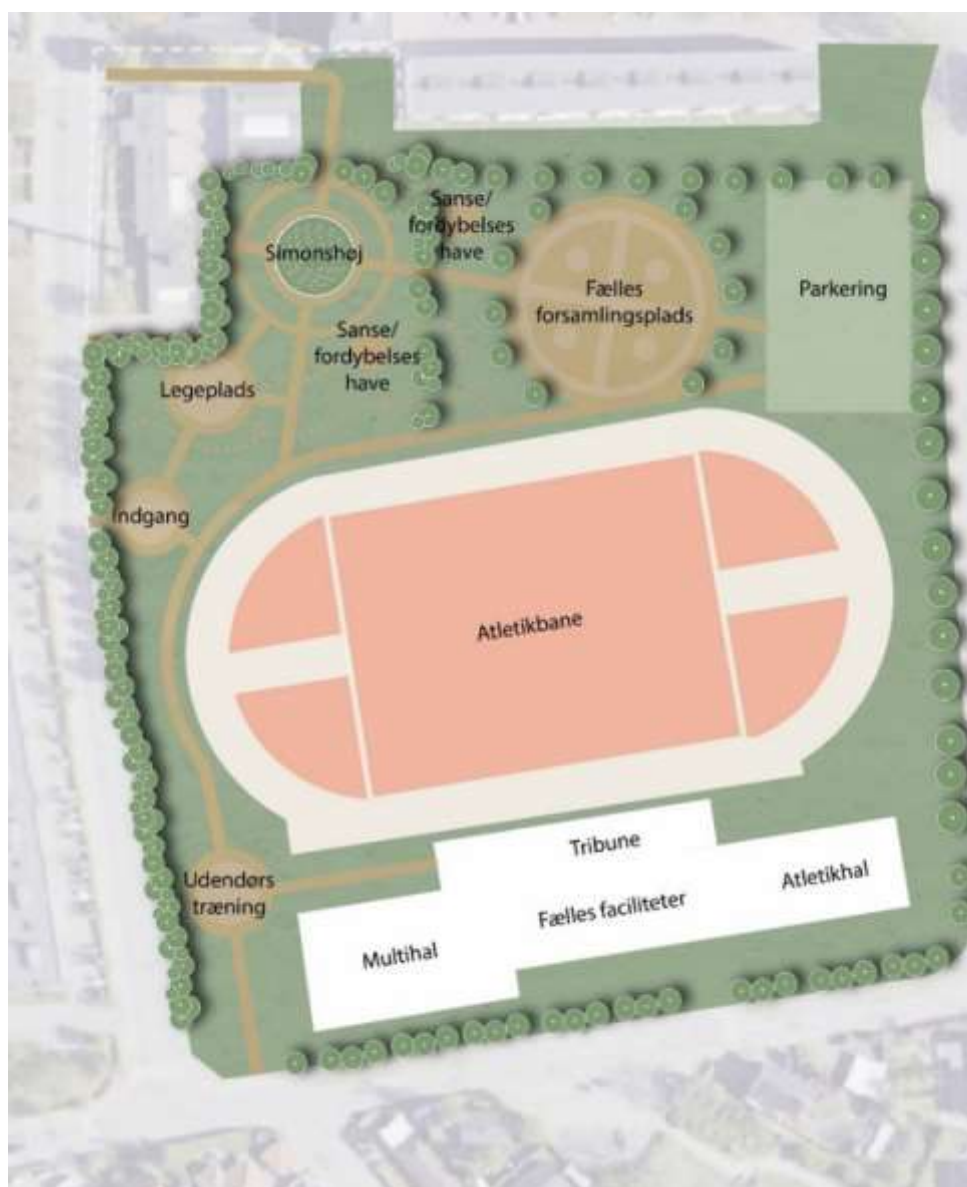 Sanse/
fordybelses
have
Simonshøj
Fælles
forsamlingsplads
Parkering
Sanse/
fordybelses
have
Legeplads
Indgang
Atletikbane
Tribune
Udendørs
træning
Atletikhal
Fælles faciliteter
Multihal